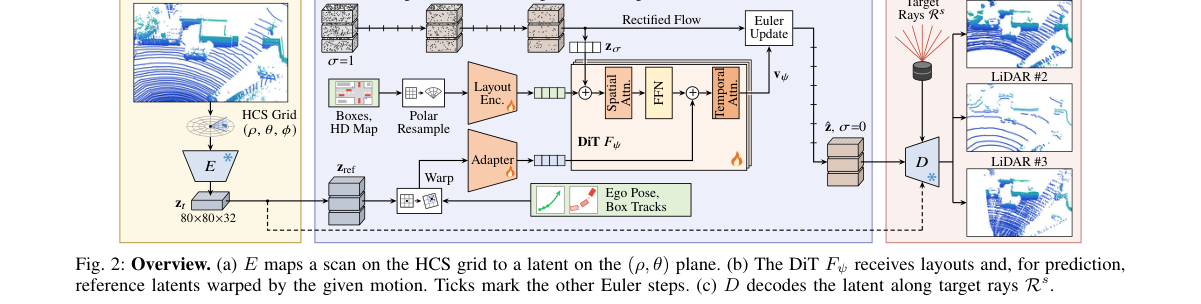 Target
Rays R^s
Rectified Flow
Euler
Update
z_σ
σ=1
v_ψ
LiDAR #2
HCS Grid
(ρ, θ, ϕ)
Boxes,
HD Map
Polar
Resample
Layout
Enc.
Spatial
Attn.
FFN
Temporal
Attn.
DiT F_ψ
ẑ, σ=0
E
D
z_ref
Warp
Adapter
LiDAR #3
z_t
80×80×32
Ego Pose,
Box Tracks
Fig. 2: Overview. (a) E maps a scan on the HCS grid to a latent on the (ρ, θ) plane. (b) The DiT F_ψ receives layouts and, for prediction,
reference latents warped by the given motion. Ticks mark the other Euler steps. (c) D decodes the latent along target rays R^s.